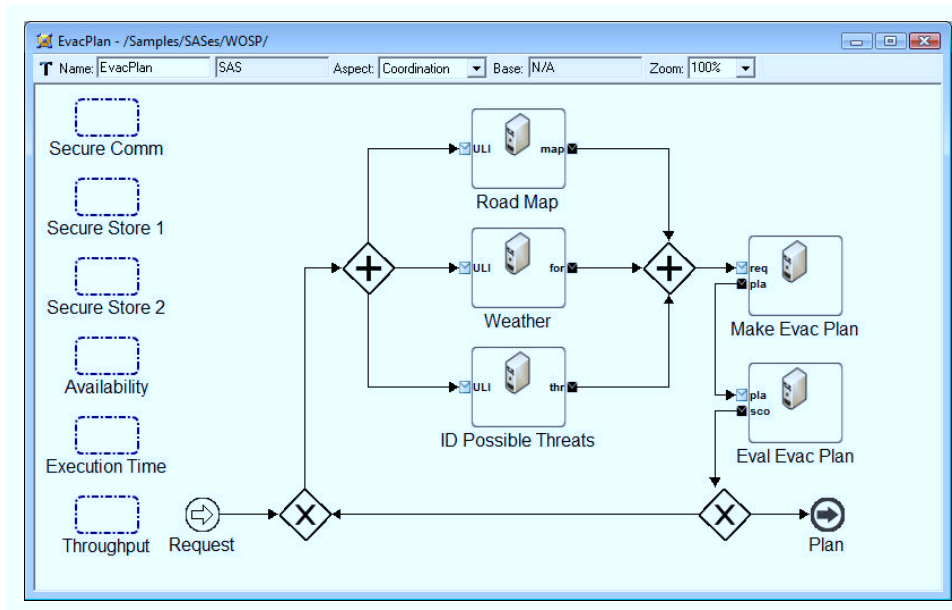 EvacPlan - /Samples/SASes/WOSP/
T Name: EvacPlan SAS Aspect: Coordination Base: N/A Zoom: 100%
Secure Comm
Secure Store 1
Secure Store 2
Availability
Execution Time
Throughput
Request
ULI map
Road Map
ULI for
Weather
ULI thr
ID Possible Threats
req
pla
Make Evac Plan
pla
sco
Eval Evac Plan
X
X
Plan